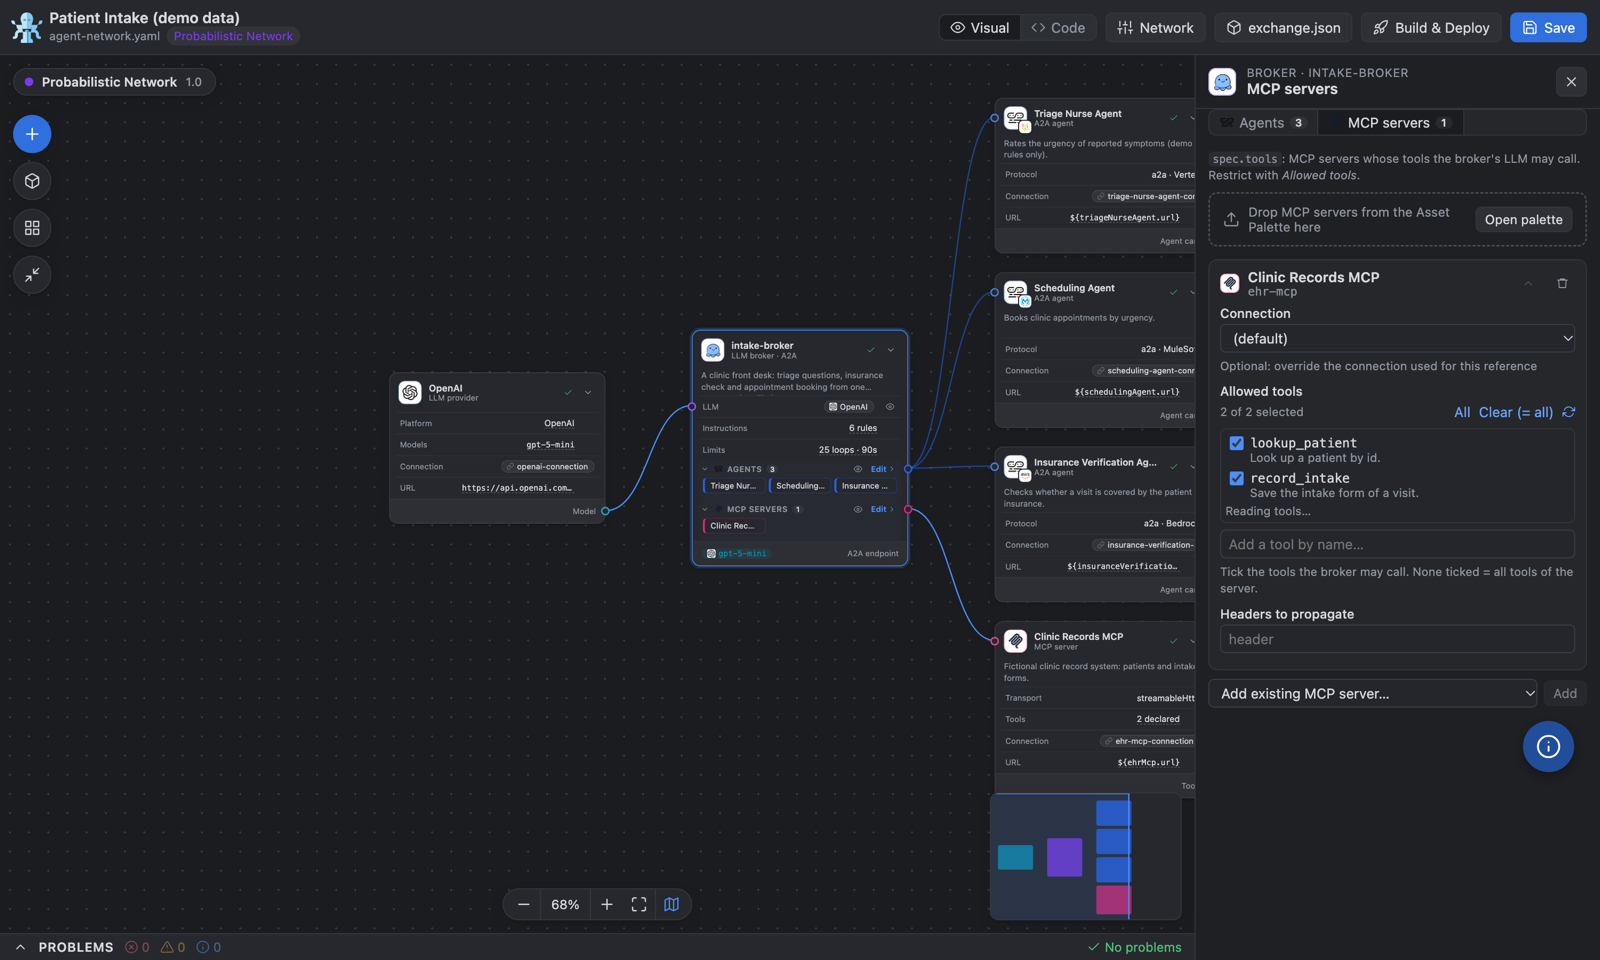 Patient Intake (demo data)
agent-network.yaml Probabilistic Network
Visual
Code
Network
exchange.json
Build & Deploy
Save
Probabilistic Network 1.0
OpenAI
LLM provider
Platform OpenAI
Models gpt-5-mini
Connection openai-connection
URL https://api.openai.com…
Model
intake-broker
LLM broker · A2A
A clinic front desk: triage questions, insurance
check and appointment booking from one…
LLM OpenAI
Instructions 6 rules
Limits 25 loops · 90s
AGENTS 3 Edit
Triage Nur… Scheduling… Insurance …
MCP SERVERS 1 Edit
Clinic Rec…
gpt-5-mini A2A endpoint
Triage Nurse Agent
A2A agent
Rates the urgency of reported symptoms (demo
rules only).
Protocol a2a · Verte
Connection triage-nurse-agent-con
URL ${triageNurseAgent.url}
Agent ca
Scheduling Agent
A2A agent
Books clinic appointments by urgency.
Protocol a2a · MuleSo
Connection scheduling-agent-conn
URL ${schedulingAgent.url}
Agent ca
Insurance Verification Ag…
A2A agent
Checks whether a visit is covered by the patient
insurance.
Protocol a2a · Bedroc
Connection insurance-verification-
URL ${insuranceVerificatio…
Agent ca
Clinic Records MCP
MCP server
Fictional clinic record system: patients and intake
forms.
Transport streamableHtt
Tools 2 declared
Connection ehr-mcp-connection
URL ${ehrMcp.url}
Too
68%
PROBLEMS 0 0 0
No problems
BROKER · INTAKE-BROKER
MCP servers
Agents 3
MCP servers 1
spec.tools : MCP servers whose tools the broker's LLM may call.
Restrict with Allowed tools.
Drop MCP servers from the Asset
Palette here
Open palette
Clinic Records MCP
ehr-mcp
Connection
(default)
Optional: override the connection used for this reference
Allowed tools
2 of 2 selected All Clear (= all)
lookup_patient
Look up a patient by id.
record_intake
Save the intake form of a visit.
Reading tools…
Add a tool by name…
Tick the tools the broker may call. None ticked = all tools of the
server.
Headers to propagate
header
Add existing MCP server… Add